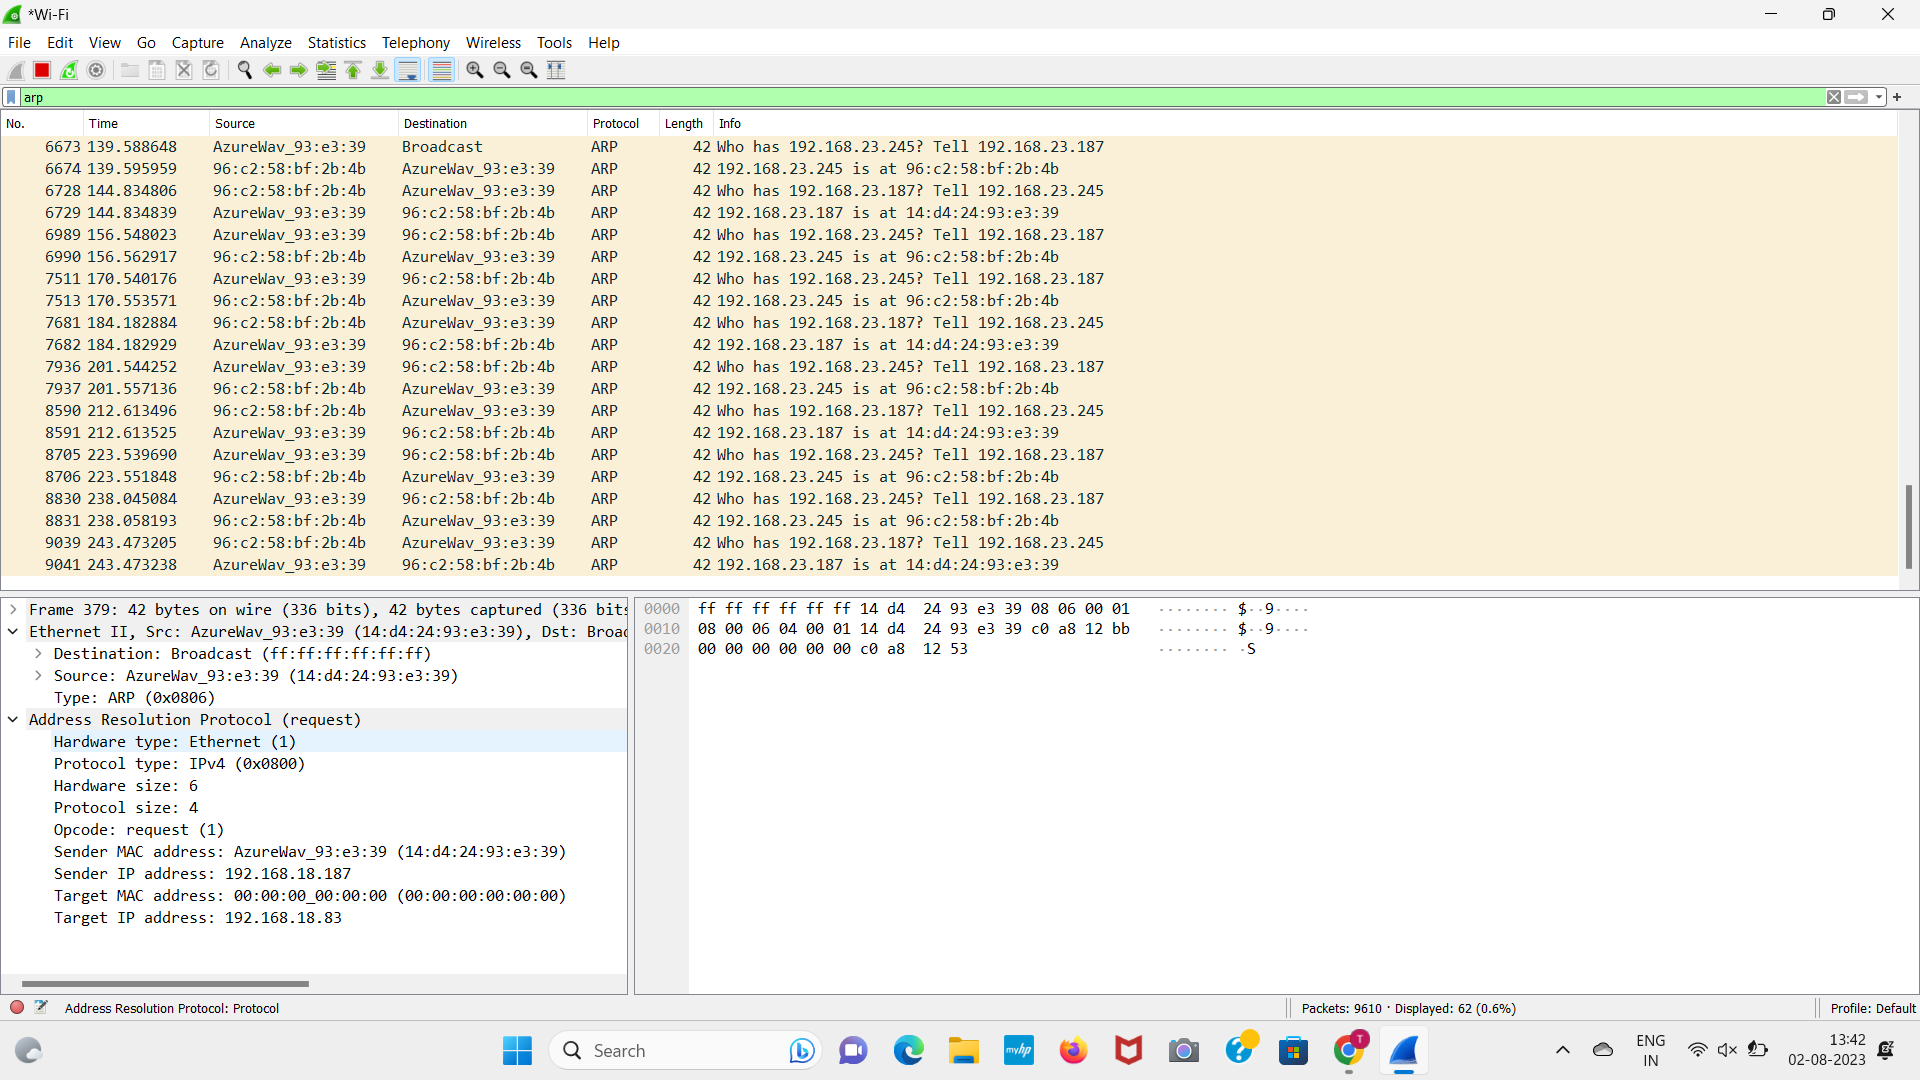 *Wi-Fi
File Edit View Go Capture Analyze Statistics Telephony Wireless Tools Help
arp
No. Time Source Destination Protocol Length Info
6673 139.588648 AzureWav_93:e3:39 Broadcast ARP 42 Who has 192.168.23.245? Tell 192.168.23.187
6674 139.595959 96:c2:58:bf:2b:4b AzureWav_93:e3:39 ARP 42 192.168.23.245 is at 96:c2:58:bf:2b:4b
6728 144.834806 96:c2:58:bf:2b:4b AzureWav_93:e3:39 ARP 42 Who has 192.168.23.187? Tell 192.168.23.245
6729 144.834839 AzureWav_93:e3:39 96:c2:58:bf:2b:4b ARP 42 192.168.23.187 is at 14:d4:24:93:e3:39
6989 156.548023 AzureWav_93:e3:39 96:c2:58:bf:2b:4b ARP 42 Who has 192.168.23.245? Tell 192.168.23.187
6990 156.562917 96:c2:58:bf:2b:4b AzureWav_93:e3:39 ARP 42 192.168.23.245 is at 96:c2:58:bf:2b:4b
7511 170.540176 AzureWav_93:e3:39 96:c2:58:bf:2b:4b ARP 42 Who has 192.168.23.245? Tell 192.168.23.187
7513 170.553571 96:c2:58:bf:2b:4b AzureWav_93:e3:39 ARP 42 192.168.23.245 is at 96:c2:58:bf:2b:4b
7681 184.182884 96:c2:58:bf:2b:4b AzureWav_93:e3:39 ARP 42 Who has 192.168.23.187? Tell 192.168.23.245
7682 184.182929 AzureWav_93:e3:39 96:c2:58:bf:2b:4b ARP 42 192.168.23.187 is at 14:d4:24:93:e3:39
7936 201.544252 AzureWav_93:e3:39 96:c2:58:bf:2b:4b ARP 42 Who has 192.168.23.245? Tell 192.168.23.187
7937 201.557136 96:c2:58:bf:2b:4b AzureWav_93:e3:39 ARP 42 192.168.23.245 is at 96:c2:58:bf:2b:4b
8590 212.613496 96:c2:58:bf:2b:4b AzureWav_93:e3:39 ARP 42 Who has 192.168.23.187? Tell 192.168.23.245
8591 212.613525 AzureWav_93:e3:39 96:c2:58:bf:2b:4b ARP 42 192.168.23.187 is at 14:d4:24:93:e3:39
8705 223.539690 AzureWav_93:e3:39 96:c2:58:bf:2b:4b ARP 42 Who has 192.168.23.245? Tell 192.168.23.187
8706 223.551848 96:c2:58:bf:2b:4b AzureWav_93:e3:39 ARP 42 192.168.23.245 is at 96:c2:58:bf:2b:4b
8830 238.045084 AzureWav_93:e3:39 96:c2:58:bf:2b:4b ARP 42 Who has 192.168.23.245? Tell 192.168.23.187
8831 238.058193 96:c2:58:bf:2b:4b AzureWav_93:e3:39 ARP 42 192.168.23.245 is at 96:c2:58:bf:2b:4b
9039 243.473205 96:c2:58:bf:2b:4b AzureWav_93:e3:39 ARP 42 Who has 192.168.23.187? Tell 192.168.23.245
9041 243.473238 AzureWav_93:e3:39 96:c2:58:bf:2b:4b ARP 42 192.168.23.187 is at 14:d4:24:93:e3:39
Frame 379: 42 bytes on wire (336 bits), 42 bytes captured (336 bits
Ethernet II, Src: AzureWav_93:e3:39 (14:d4:24:93:e3:39), Dst: Broad
Destination: Broadcast (ff:ff:ff:ff:ff:ff)
Source: AzureWav_93:e3:39 (14:d4:24:93:e3:39)
Type: ARP (0x0806)
Address Resolution Protocol (request)
Hardware type: Ethernet (1)
Protocol type: IPv4 (0x0800)
Hardware size: 6
Protocol size: 4
Opcode: request (1)
Sender MAC address: AzureWav_93:e3:39 (14:d4:24:93:e3:39)
Sender IP address: 192.168.18.187
Target MAC address: 00:00:00_00:00:00 (00:00:00:00:00:00)
Target IP address: 192.168.18.83
0000 ff ff ff ff ff ff 14 d4 24 93 e3 39 08 06 00 01 ········ $··9····
0010 08 00 06 04 00 01 14 d4 24 93 e3 39 c0 a8 12 bb ········ $··9····
0020 00 00 00 00 00 00 c0 a8 12 53 ········ ·S
Address Resolution Protocol: Protocol
Packets: 9610 · Displayed: 62 (0.6%)
Profile: Default
Search
myhp
T
ENG
IN
13:42
02-08-2023